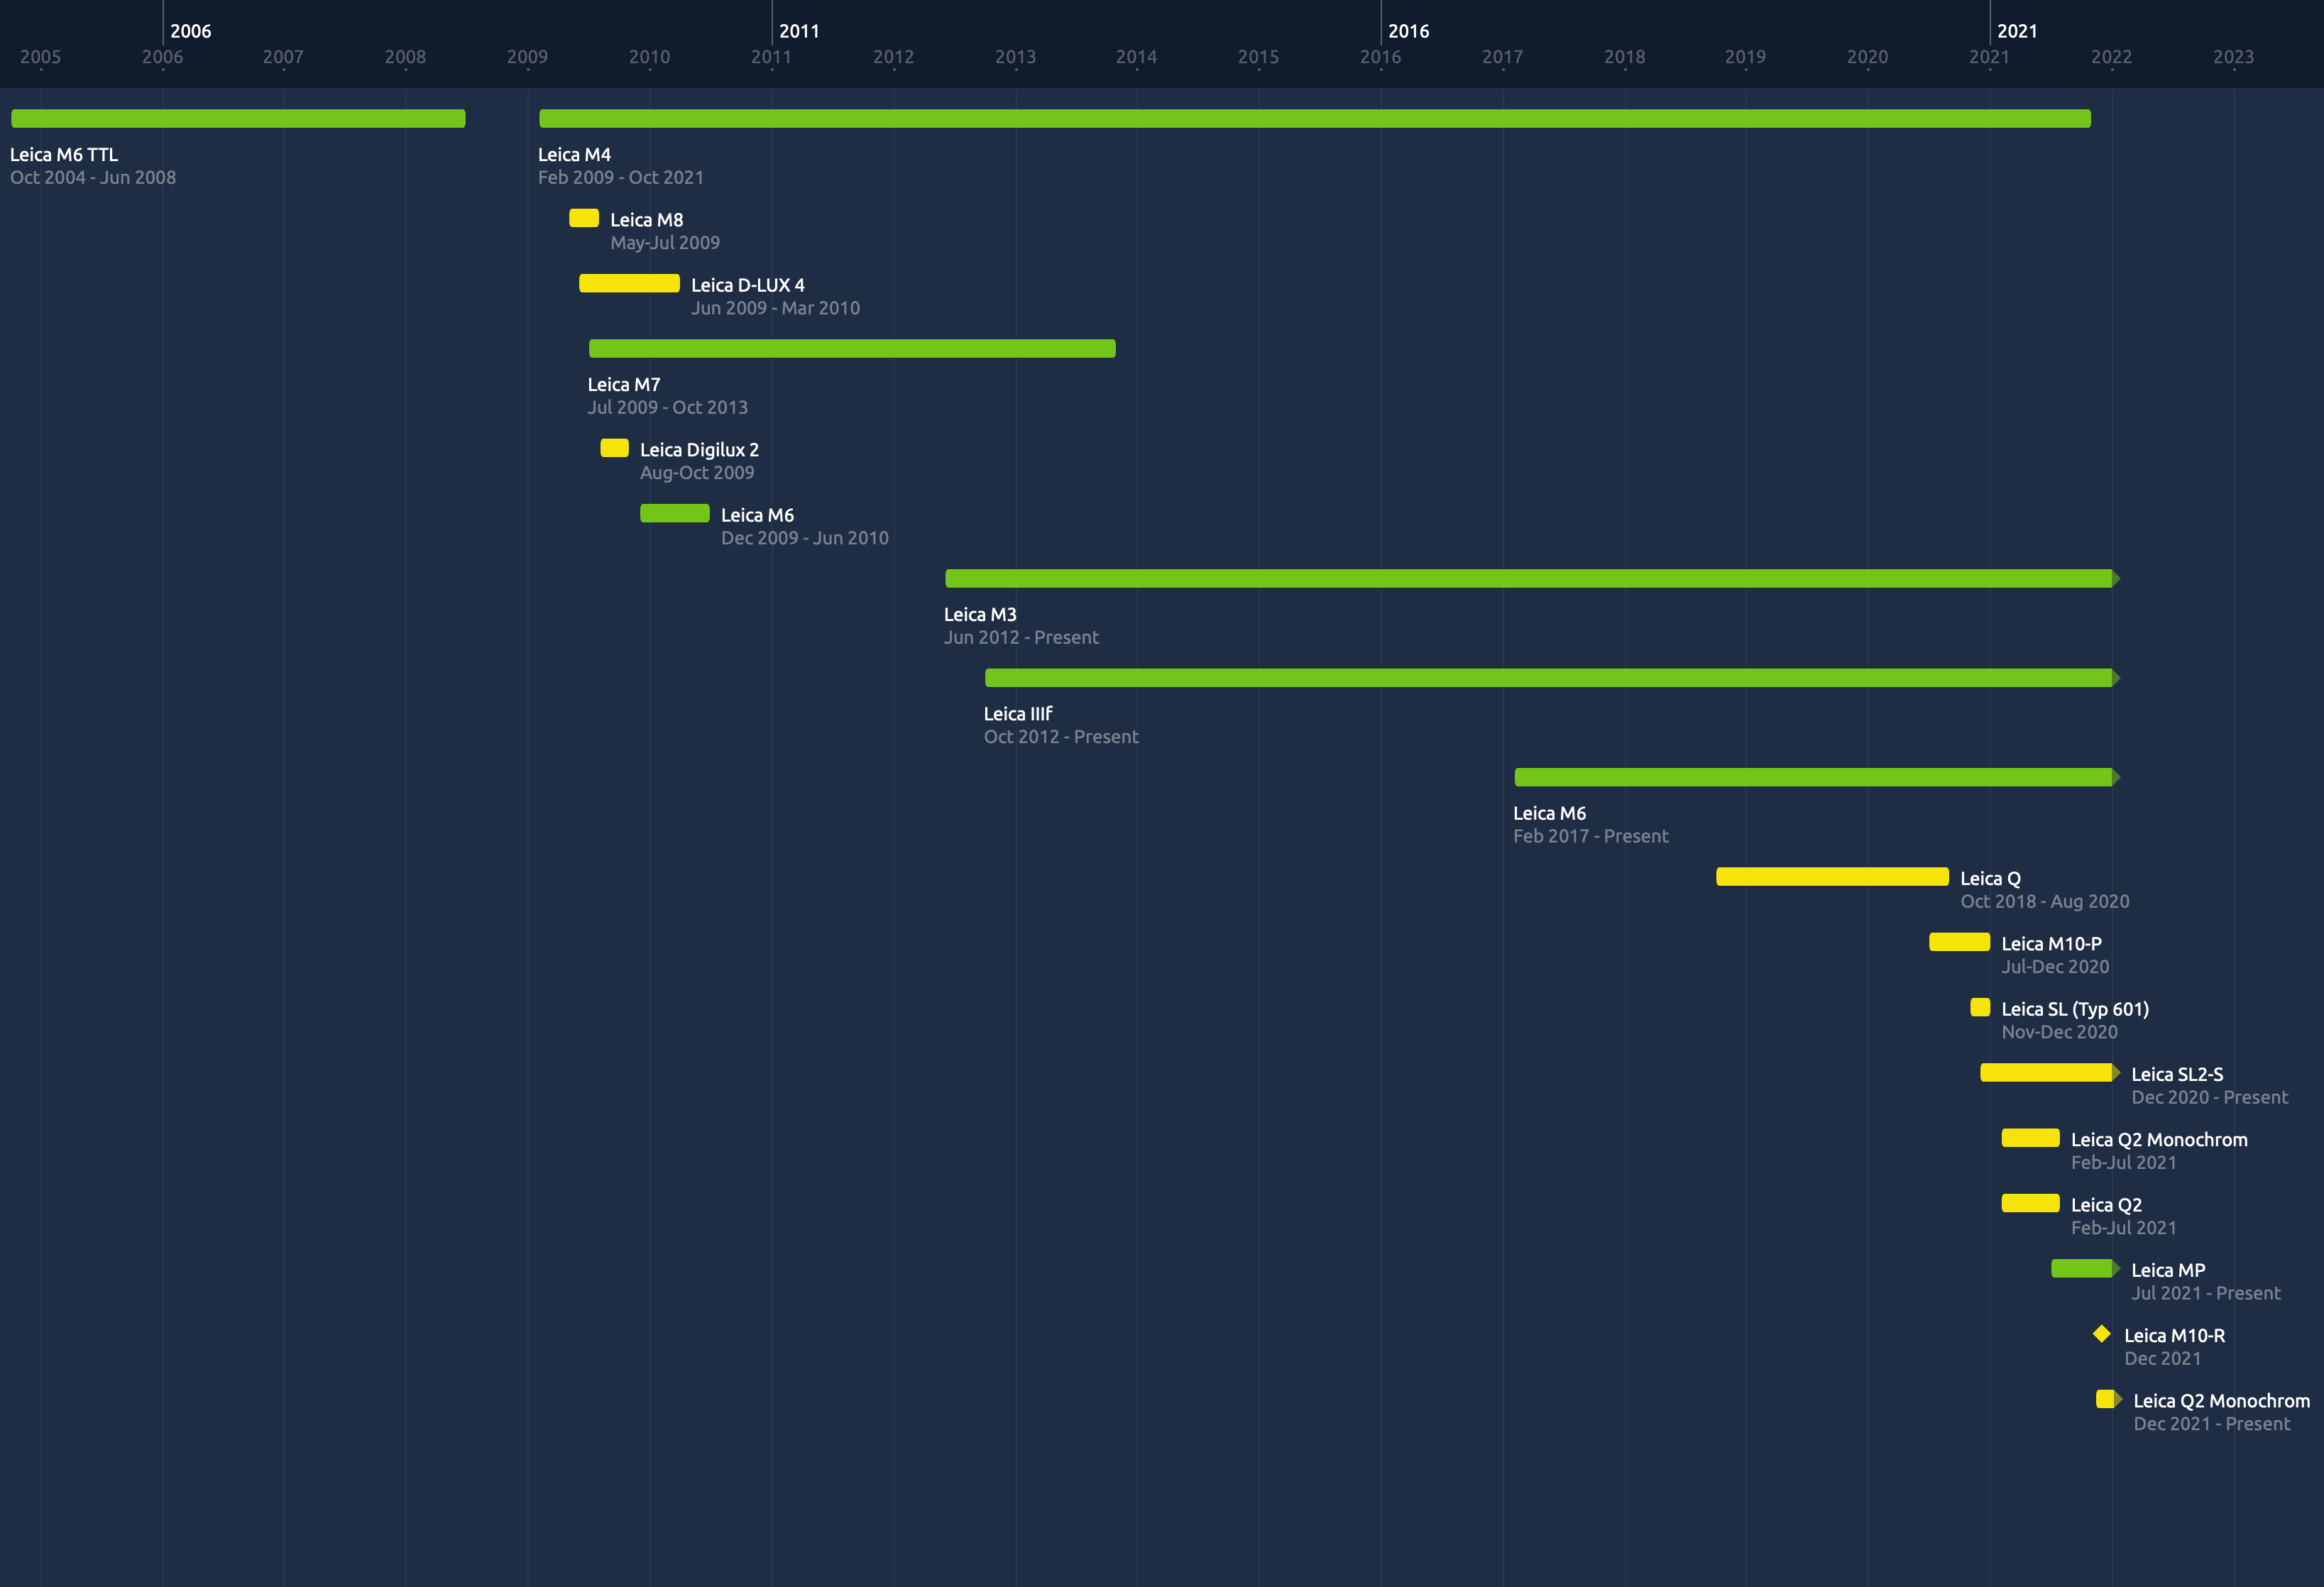 2006 2011 2016 2021
2005 2006 2007 2008 2009 2010 2011 2012 2013 2014 2015 2016 2017 2018 2019 2020 2021 2022 2023
Leica M6 TTL
Oct 2004 - Jun 2008
Leica M4
Feb 2009 - Oct 2021
Leica M8
May-Jul 2009
Leica D-LUX 4
Jun 2009 - Mar 2010
Leica M7
Jul 2009 - Oct 2013
Leica Digilux 2
Aug-Oct 2009
Leica M6
Dec 2009 - Jun 2010
Leica M3
Jun 2012 - Present
Leica IIIf
Oct 2012 - Present
Leica M6
Feb 2017 - Present
Leica Q
Oct 2018 - Aug 2020
Leica M10-P
Jul-Dec 2020
Leica SL (Typ 601)
Nov-Dec 2020
Leica SL2-S
Dec 2020 - Present
Leica Q2 Monochrom
Feb-Jul 2021
Leica Q2
Feb-Jul 2021
Leica MP
Jul 2021 - Present
Leica M10-R
Dec 2021
Leica Q2 Monochrom
Dec 2021 - Present